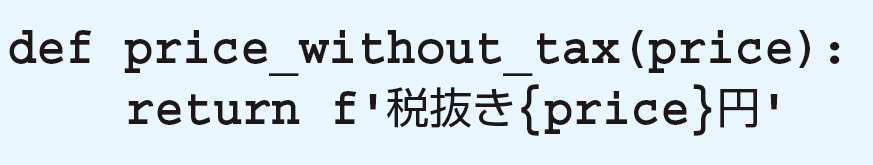 def price_without_tax(price):
    return f'税抜き{price}円'